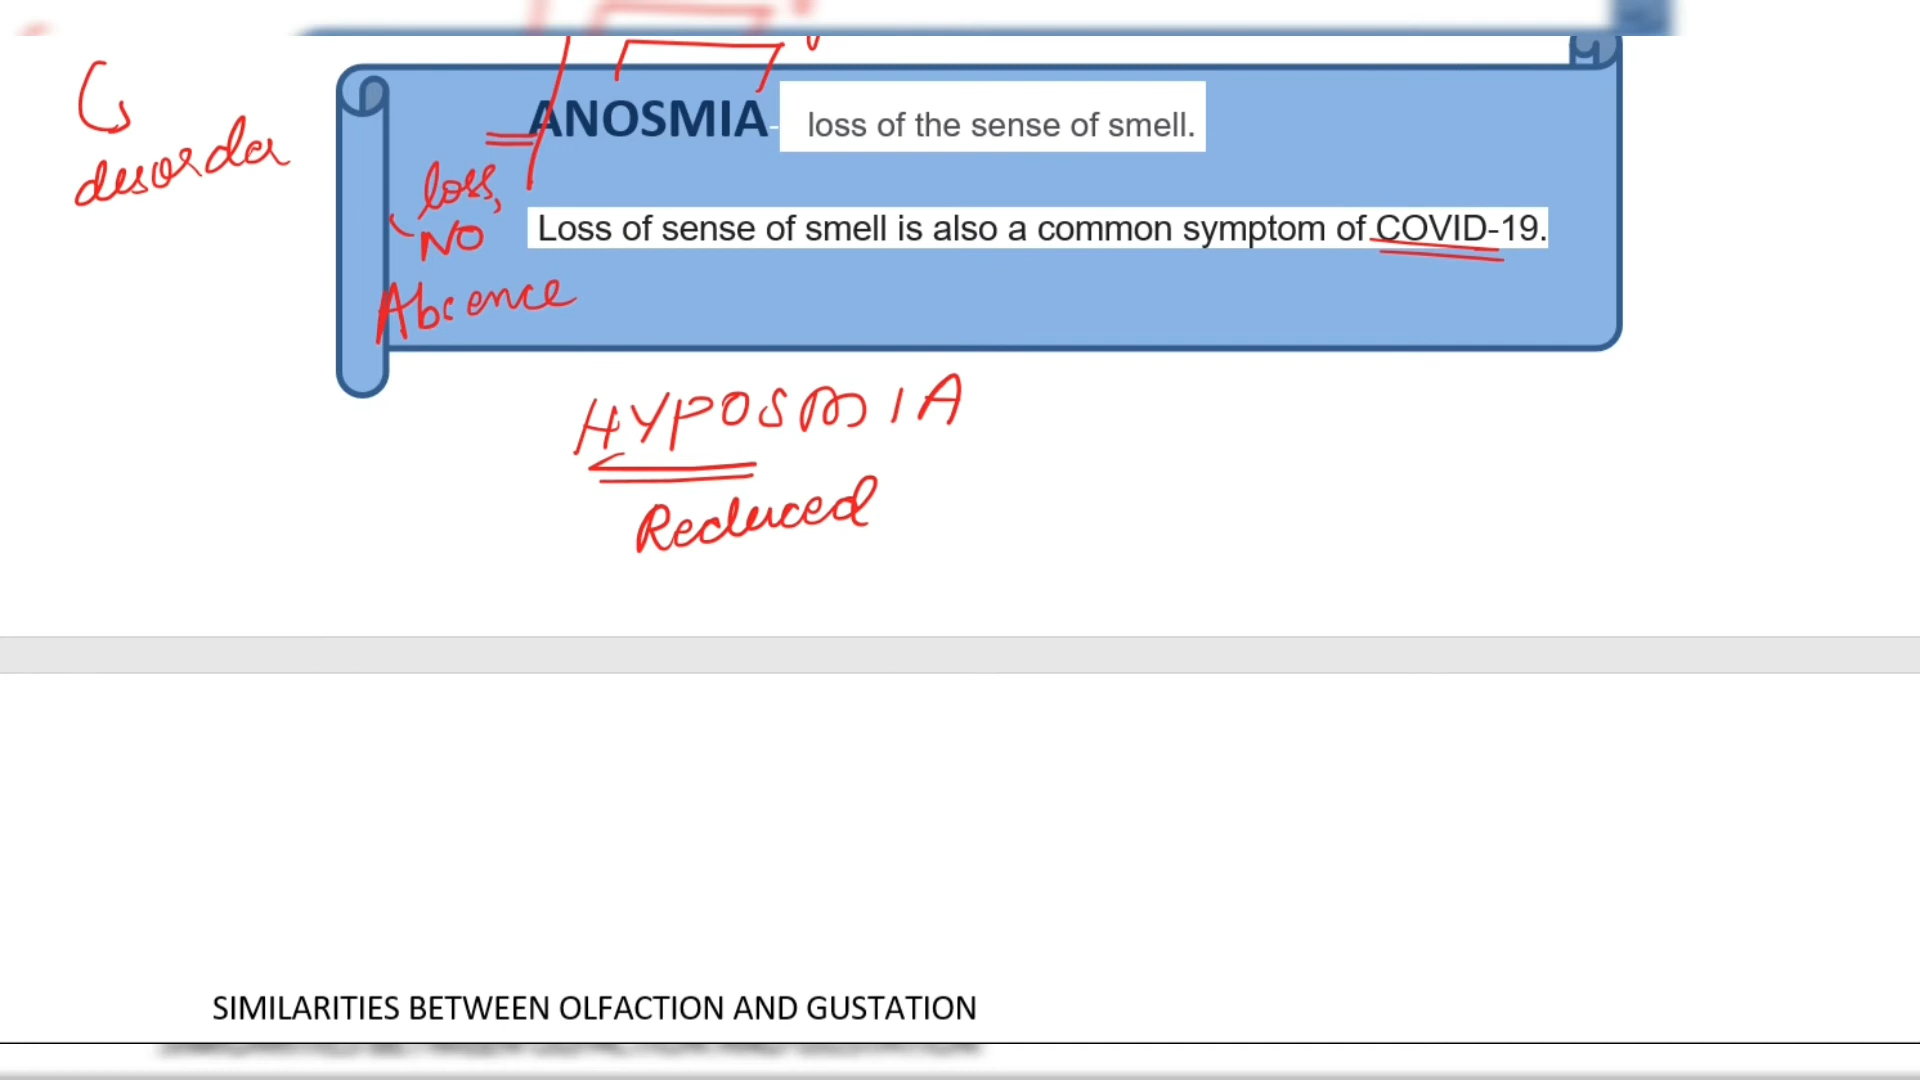 ANOSMIA- loss of the sense of smell.
disorder
loss,
NO
Loss of sense of smell is also a common symptom of COVID-19.
Abcence
HYPOSMIA
Reduced
SIMILARITIES BETWEEN OLFACTION AND GUSTATION